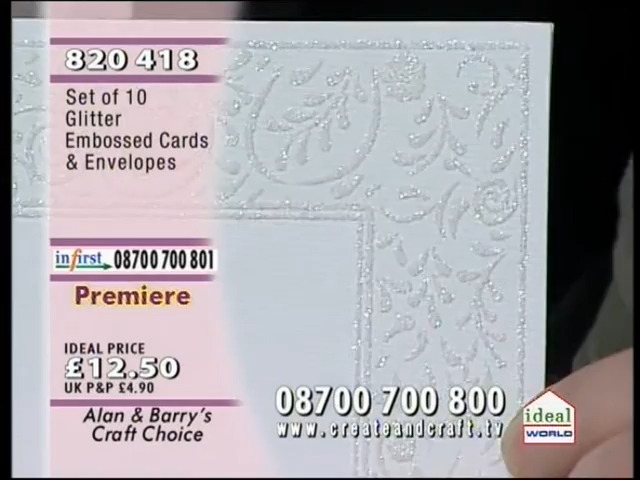 820 418
Set of 10
Glitter
Embossed Cards
& Envelopes
infirst 08700 700 801
Premiere
IDEAL PRICE
£12.50
UK P&P £4.90
Alan & Barry's
Craft Choice
08700 700 800
www.createandcraft.tv
ideal
WORLD